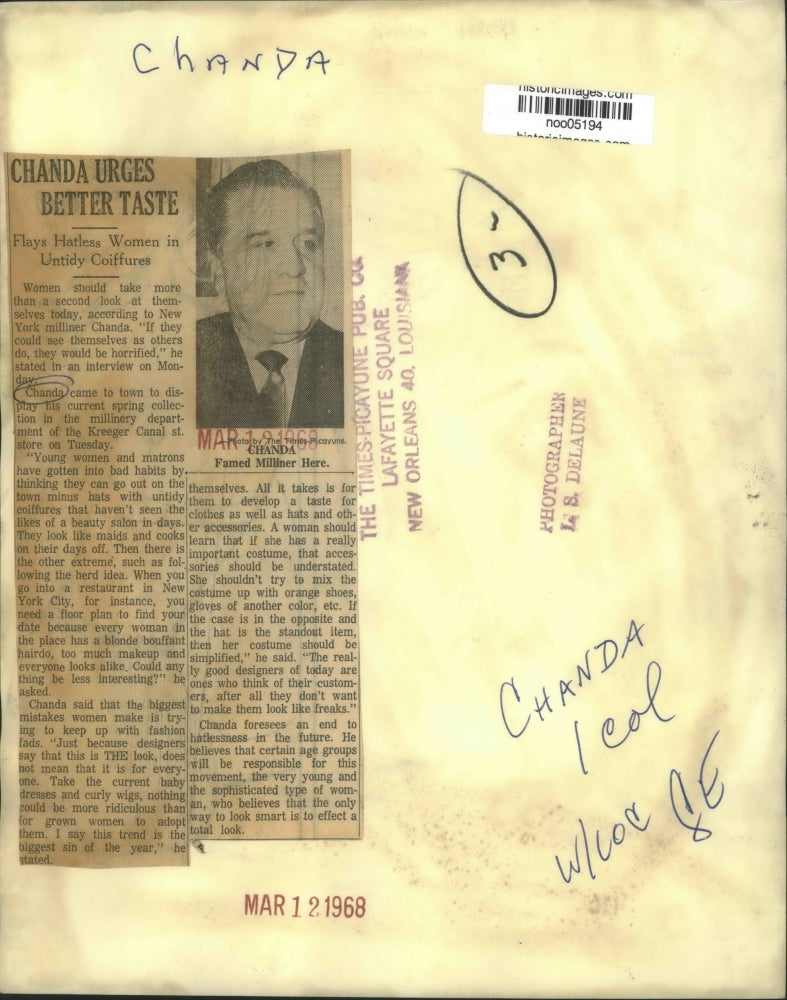 CHANDA
historicimages.com
noo05194
historicimages.com
3-
CHANDA URGES
BETTER TASTE
Flays Hatless Women in
Untidy Coiffures
Women should take more
than a second look at them-
selves today, according to New
York milliner Chanda. "If they
could see themselves as others
do, they would be horrified," he
stated in an interview on Mon-
day.
Chanda came to town to dis-
play his current spring collec-
tion in the millinery depart-
ment of the Kreeger Canal st.
store on Tuesday.
"Young women and matrons
have gotten into bad habits by
thinking they can go out on the
town minus hats with untidy
coiffures that haven't seen the
likes of a beauty salon in days.
They look like maids and cooks
on their days off. Then there is
the other extreme, such as fol-
lowing the herd idea. When you
go into a restaurant in New
York City, for instance, you
need a floor plan to find your
date because every woman in
the place has a blonde bouffant
hairdo, too much makeup and
everyone looks alike. Could any
thing be less interesting?" he
asked.
Chanda said that the biggest
mistakes women make is try-
ing to keep up with fashion
fads. "Just because designers
say that this is THE look, does
not mean that it is for every-
one. Take the current baby
dresses and curly wigs, nothing
could be more ridiculous than
for grown women to adopt
them. I say this trend is the
biggest sin of the year," he
stated.
MAR 12 1968
—Photo by The Times-Picayune.
CHANDA
Famed Milliner Here.
themselves. All it takes is for
them to develop a taste for
clothes as well as hats and oth-
er accessories. A woman should
learn that if she has a really
important costume, that acces-
sories should be understated.
She shouldn't try to mix the
costume up with orange shoes,
gloves of another color, etc. If
the case is in the opposite and
the hat is the standout item,
then her costume should be
simplified," he said. "The real-
ly good designers of today are
ones who think of their custom-
ers, after all they don't want
to make them look like freaks."
Chanda foresees an end to
hatlessness in the future. He
believes that certain age groups
will be responsible for this
movement, the very young and
the sophisticated type of wom-
an, who believes that the only
way to look smart is to effect a
total look.
THE TIMES-PICAYUNE PUB. CO.
LAFAYETTE SQUARE
NEW ORLEANS 40, LOUISIANA
PHOTOGRAPHER
L. S. DELAUNE
CHANDA
1 col
MAR 12 1968